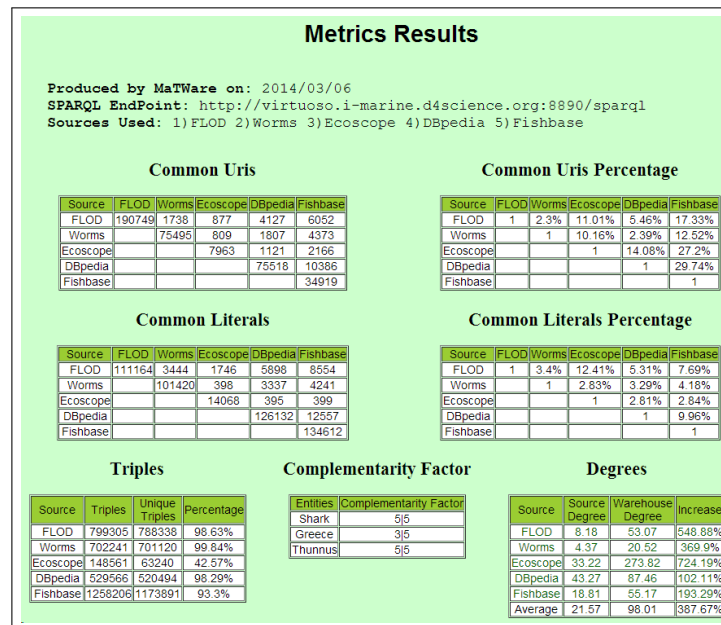 Metrics Results
Produced by MaTWare on: 2014/03/06
SPARQL EndPoint: http://virtuoso.i-marine.d4science.org:8890/sparql
Sources Used: 1)FLOD 2)Worms 3)Ecoscope 4)DBpedia 5)Fishbase
Common Uris
Source FLOD Worms Ecoscope DBpedia Fishbase
FLOD 190749 1738 877 4127 6052
Worms 75495 809 1807 4373
Ecoscope 7963 1121 2166
DBpedia 75518 10386
Fishbase 34919
Common Uris Percentage
Source FLOD Worms Ecoscope DBpedia Fishbase
FLOD 1 2.3% 11.01% 5.46% 17.33%
Worms 1 10.16% 2.39% 12.52%
Ecoscope 1 14.08% 27.2%
DBpedia 1 29.74%
Fishbase 1
Common Literals
Source FLOD Worms Ecoscope DBpedia Fishbase
FLOD 111164 3444 1746 5898 8554
Worms 101420 398 3337 4241
Ecoscope 14068 395 399
DBpedia 126132 12557
Fishbase 134612
Common Literals Percentage
Source FLOD Worms Ecoscope DBpedia Fishbase
FLOD 1 3.4% 12.41% 5.31% 7.69%
Worms 1 2.83% 3.29% 4.18%
Ecoscope 1 2.81% 2.84%
DBpedia 1 9.96%
Fishbase 1
Triples
Source Triples Unique Triples Percentage
FLOD 799305 788338 98.63%
Worms 702241 701120 99.84%
Ecoscope 148561 63240 42.57%
DBpedia 529566 520494 98.29%
Fishbase 1258206 1173891 93.3%
Complementarity Factor
Entities Complementarity Factor
Shark 5|5
Greece 3|5
Thunnus 5|5
Degrees
Source Source Degree Warehouse Degree Increase
FLOD 8.18 53.07 548.88%
Worms 4.37 20.52 369.9%
Ecoscope 33.22 273.82 724.19%
DBpedia 43.27 87.46 102.11%
Fishbase 18.81 55.17 193.29%
Average 21.57 98.01 387.67%